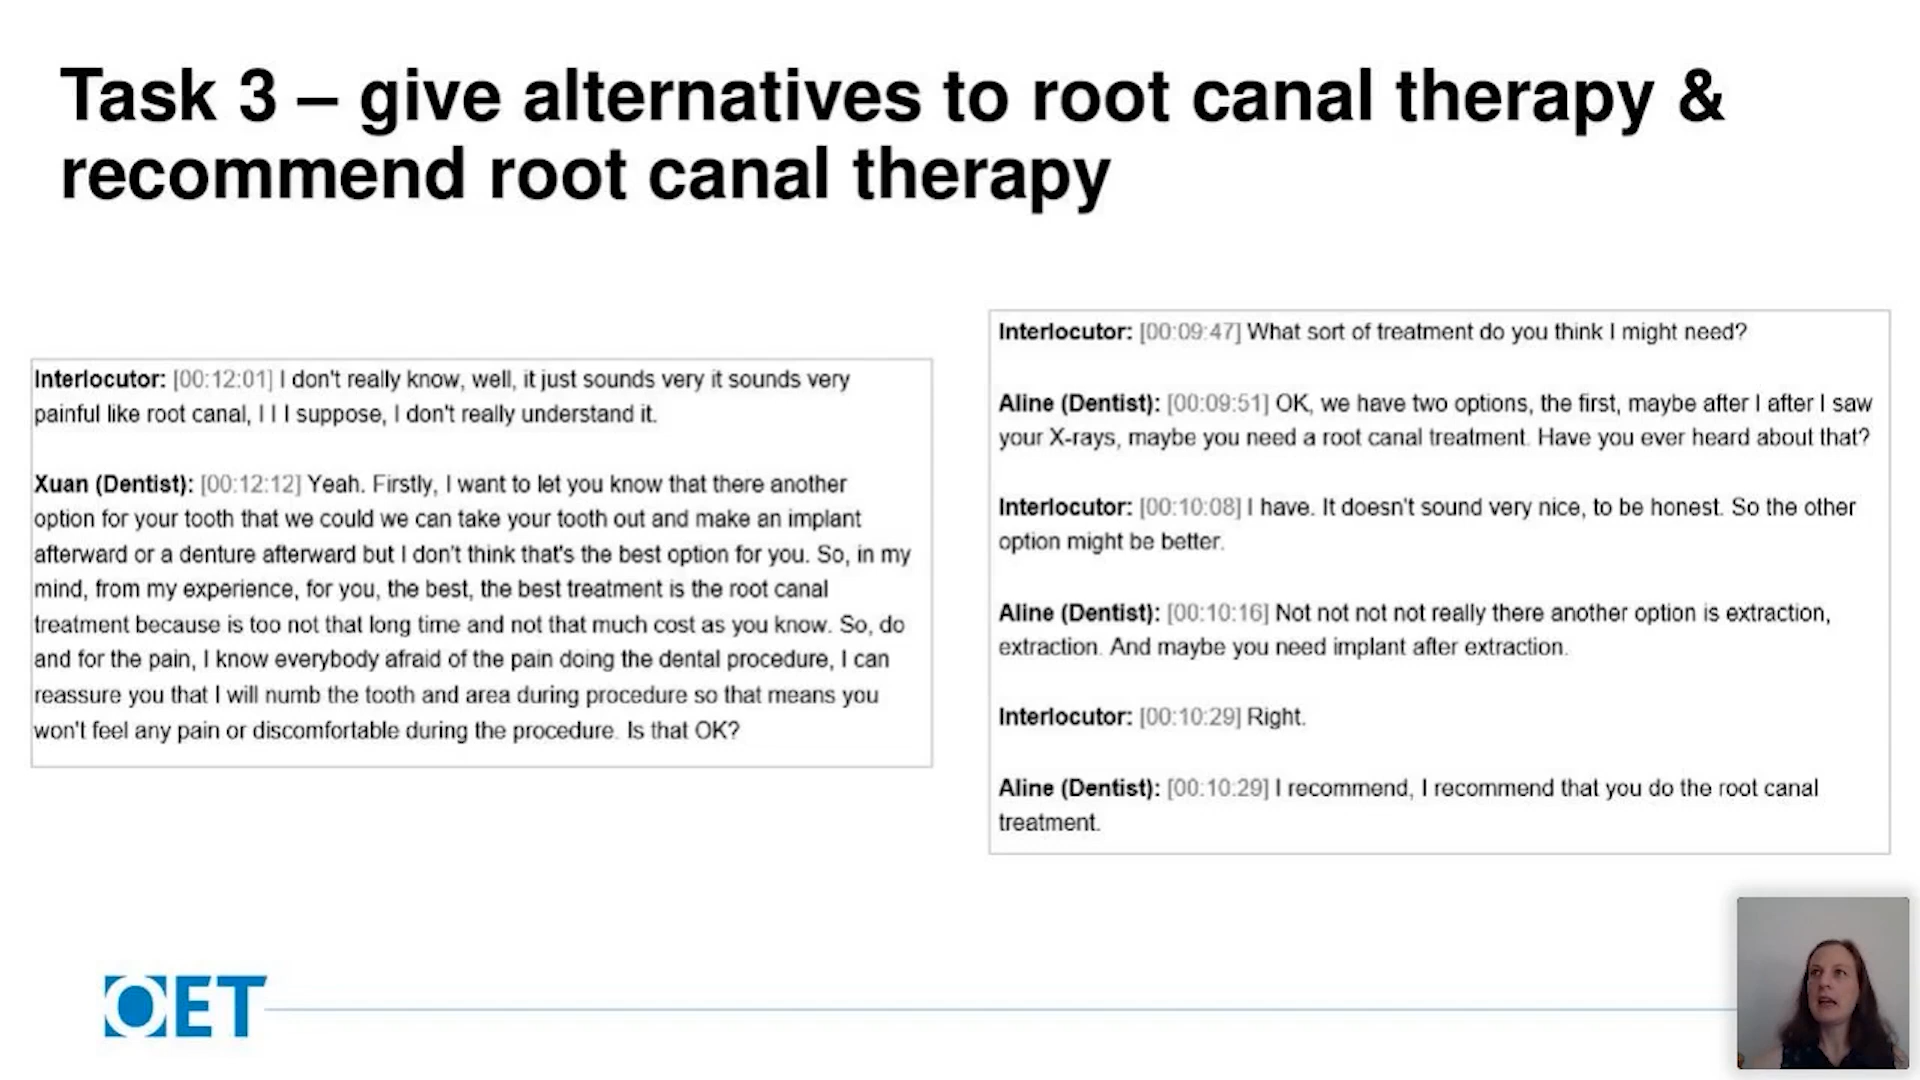 Task 3 – give alternatives to root canal therapy &
recommend root canal therapy
Interlocutor: [00:12:01] I don't really know, well, it just sounds very it sounds very
painful like root canal, I I I suppose, I don't really understand it.
Xuan (Dentist): [00:12:12] Yeah. Firstly, I want to let you know that there another
option for your tooth that we could we can take your tooth out and make an implant
afterward or a denture afterward but I don't think that's the best option for you. So, in my
mind, from my experience, for you, the best, the best treatment is the root canal
treatment because is too not that long time and not that much cost as you know. So, do
and for the pain, I know everybody afraid of the pain doing the dental procedure, I can
reassure you that I will numb the tooth and area during procedure so that means you
won't feel any pain or discomfortable during the procedure. Is that OK?
Interlocutor: [00:09:47] What sort of treatment do you think I might need?
Aline (Dentist): [00:09:51] OK, we have two options, the first, maybe after I after I saw
your X-rays, maybe you need a root canal treatment. Have you ever heard about that?
Interlocutor: [00:10:08] I have. It doesn't sound very nice, to be honest. So the other
option might be better.
Aline (Dentist): [00:10:16] Not not not not really there another option is extraction,
extraction. And maybe you need implant after extraction.
Interlocutor: [00:10:29] Right.
Aline (Dentist): [00:10:29] I recommend, I recommend that you do the root canal
treatment.
OET